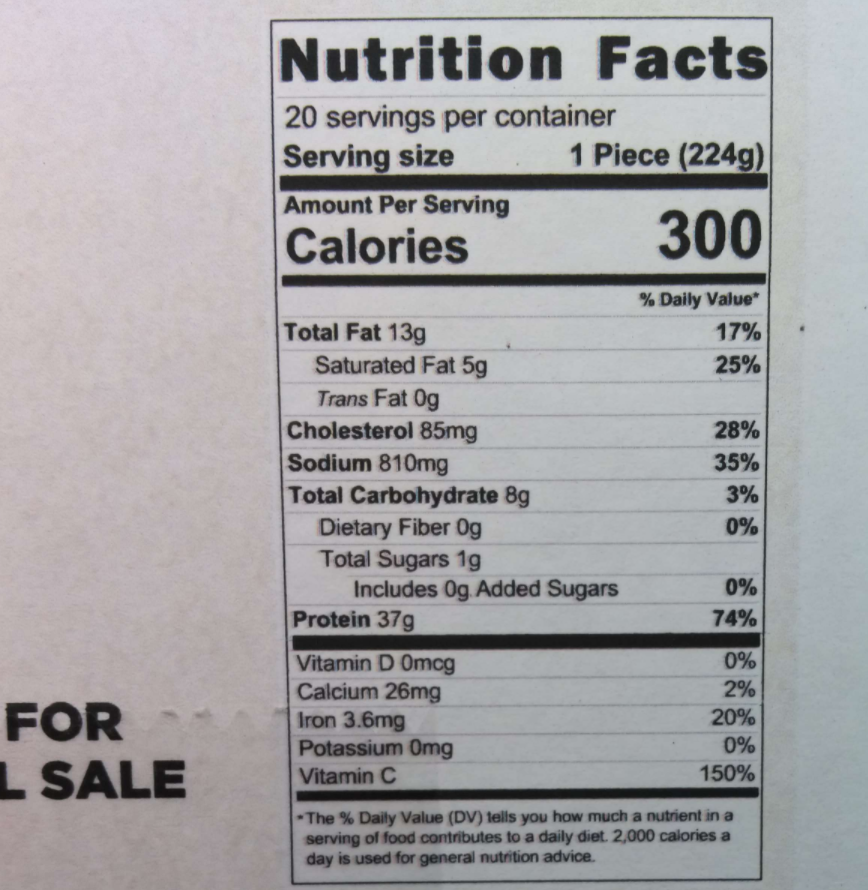 Nutrition Facts
20 servings per container
Serving size 1 Piece (224g)
Amount Per Serving
Calories 300
% Daily Value*
Total Fat 13g 17%
Saturated Fat 5g 25%
Trans Fat 0g
Cholesterol 85mg 28%
Sodium 810mg 35%
Total Carbohydrate 8g 3%
Dietary Fiber 0g 0%
Total Sugars 1g
Includes 0g Added Sugars 0%
Protein 37g 74%
Vitamin D 0mcg 0%
Calcium 26mg 2%
Iron 3.6mg 20%
Potassium 0mg 0%
Vitamin C 150%
*The % Daily Value (DV) tells you how much a nutrient in a
serving of food contributes to a daily diet. 2,000 calories a
day is used for general nutrition advice.
FOR
L SALE